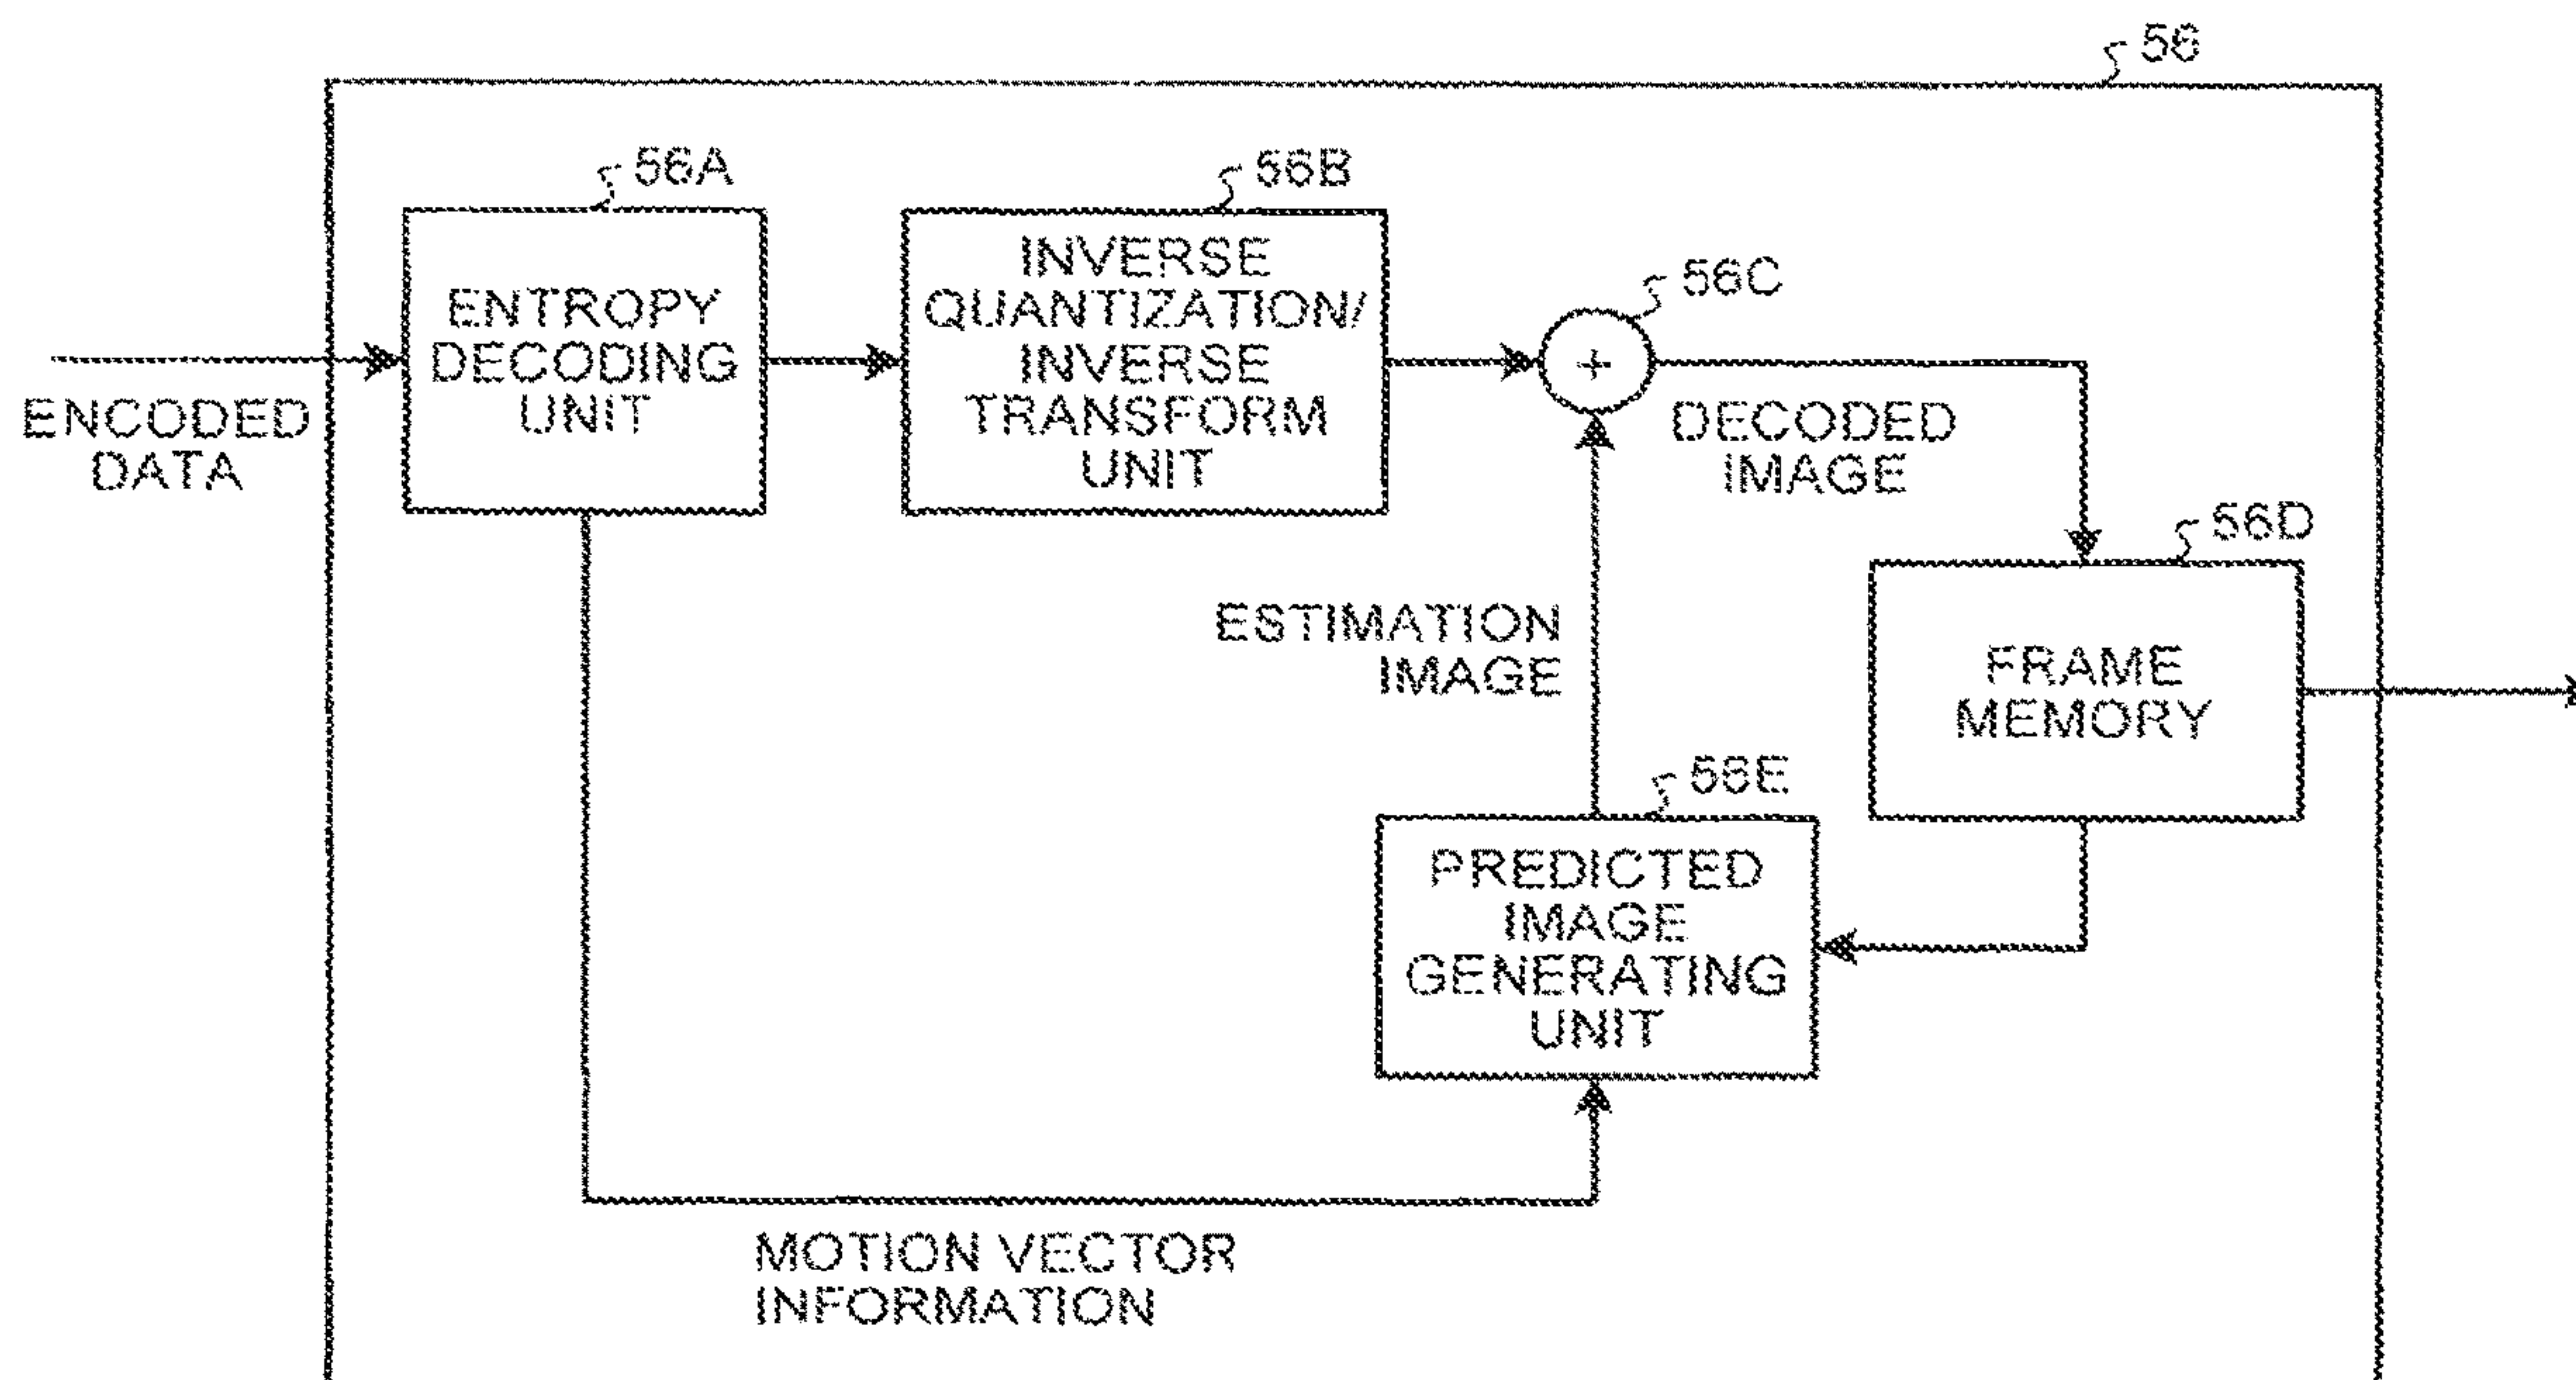 56
56A
56B
ENTROPY
DECODING
UNIT
INVERSE
QUANTIZATION/
INVERSE
TRANSFORM
UNIT
56C
+
ENCODED
DATA
DECODED
IMAGE
56D
ESTIMATION
IMAGE
FRAME
MEMORY
56E
PREDICTED
IMAGE
GENERATING
UNIT
MOTION VECTOR
INFORMATION